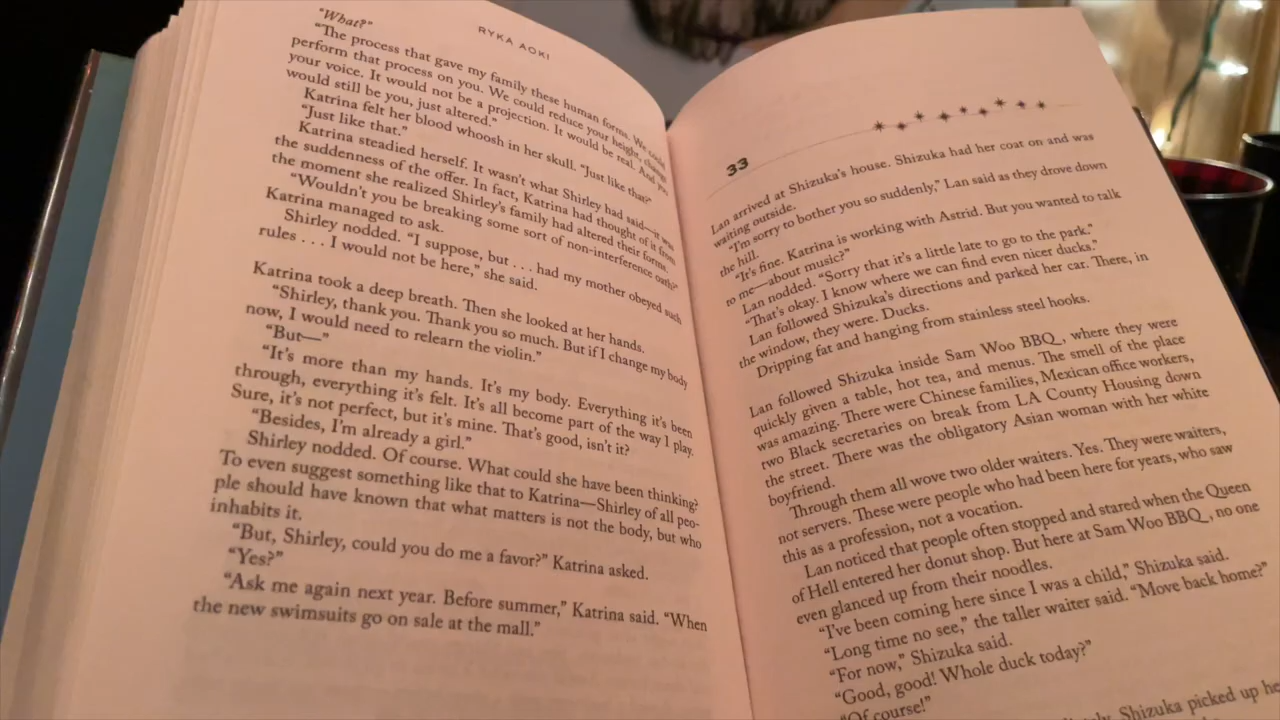 "What?"
RYKA AOKI
"The process that gave my family these human forms. We could
perform that process on you. We could reduce your height, change
your voice. It would not be a projection. It would be real. And you
would still be you, just altered."
Katrina felt her blood whoosh in her skull. "Just like that?"
"Just like that."
Katrina steadied herself. It wasn't what Shirley had said—it was
the suddenness of the offer. In fact, Katrina had thought of it from
the moment she realized Shirley's family had altered their forms.
"Wouldn't you be breaking some sort of non-interference oath?"
Katrina managed to ask.
Shirley nodded. "I suppose, but . . . had my mother obeyed such
rules . . . I would not be here," she said.
Katrina took a deep breath. Then she looked at her hands.
"Shirley, thank you. Thank you so much. But if I change my body
now, I would need to relearn the violin."
"But—"
"It's more than my hands. It's my body. Everything it's been
through, everything it's felt. It's all become part of the way I play.
Sure, it's not perfect, but it's mine. That's good, isn't it?
"Besides, I'm already a girl."
Shirley nodded. Of course. What could she have been thinking?
To even suggest something like that to Katrina—Shirley of all peo-
ple should have known that what matters is not the body, but who
inhabits it.
"But, Shirley, could you do me a favor?" Katrina asked.
"Yes?"
"Ask me again next year. Before summer," Katrina said. "When
the new swimsuits go on sale at the mall."
33
Lan arrived at Shizuka's house. Shizuka had her coat on and was
waiting outside.
"I'm sorry to bother you so suddenly," Lan said as they drove down
the hill.
"It's fine. Katrina is working with Astrid. But you wanted to talk
to me—about music?"
Lan nodded. "Sorry that it's a little late to go to the park."
"That's okay. I know where we can find even nicer ducks."
Lan followed Shizuka's directions and parked her car. There, in
the window, they were. Ducks.
Dripping fat and hanging from stainless steel hooks.
Lan followed Shizuka inside Sam Woo BBQ, where they were
quickly given a table, hot tea, and menus. The smell of the place
was amazing. There were Chinese families, Mexican office workers,
two Black secretaries on break from LA County Housing down
the street. There was the obligatory Asian woman with her white
boyfriend.
Through them all wove two older waiters. Yes. They were waiters,
not servers. These were people who had been here for years, who saw
this as a profession, not a vocation.
Lan noticed that people often stopped and stared when the Queen
of Hell entered her donut shop. But here at Sam Woo BBQ, no one
even glanced up from their noodles.
"I've been coming here since I was a child," Shizuka said.
"Long time no see," the taller waiter said. "Move back home?"
"For now," Shizuka said.
"Good, good! Whole duck today?"
"Of course!"
Shizuka picked up